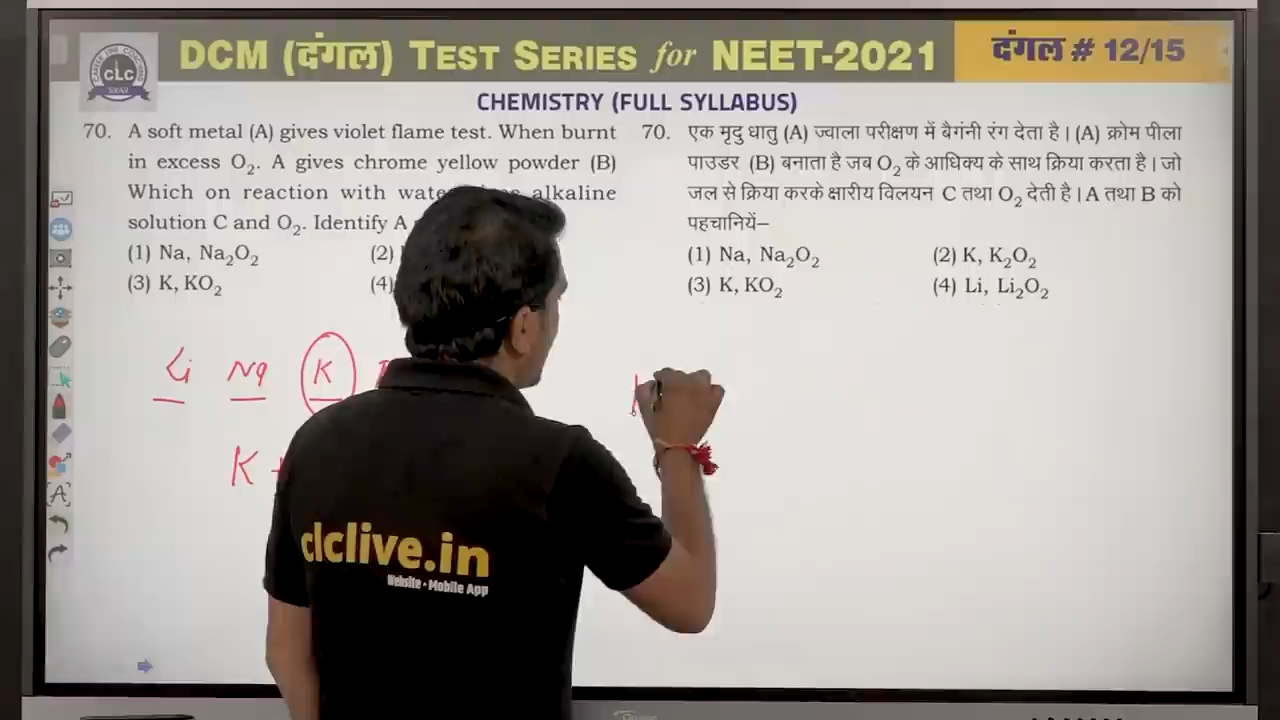 DCM (दंगल) TEST SERIES for NEET-2021
दंगल # 12/15
CLC
CHEMISTRY (FULL SYLLABUS)
70. A soft metal (A) gives violet flame test. When burnt
in excess O₂. A gives chrome yellow powder (B)
Which on reaction with alkaline
solution C and O₂. Identify A
(1) Na, Na₂O₂ (2)
(3) K, KO₂ (4)
70. एक मृदु धातु (A) ज्वाला परीक्षण में बैगंनी रंग देता है। (A) क्रोम पीला
पाउडर (B) बनाता है जब O₂ के आधिक्य के साथ क्रिया करता है। जो
जल से क्रिया करके क्षारीय विलयन C तथा O₂ देती है। A तथा B को
पहचानियें–
(1) Na, Na₂O₂ (2) K, K₂O₂
(3) K, KO₂ (4) Li, Li₂O₂
Li Na K
K +
clclive.in
Website • Mobile App